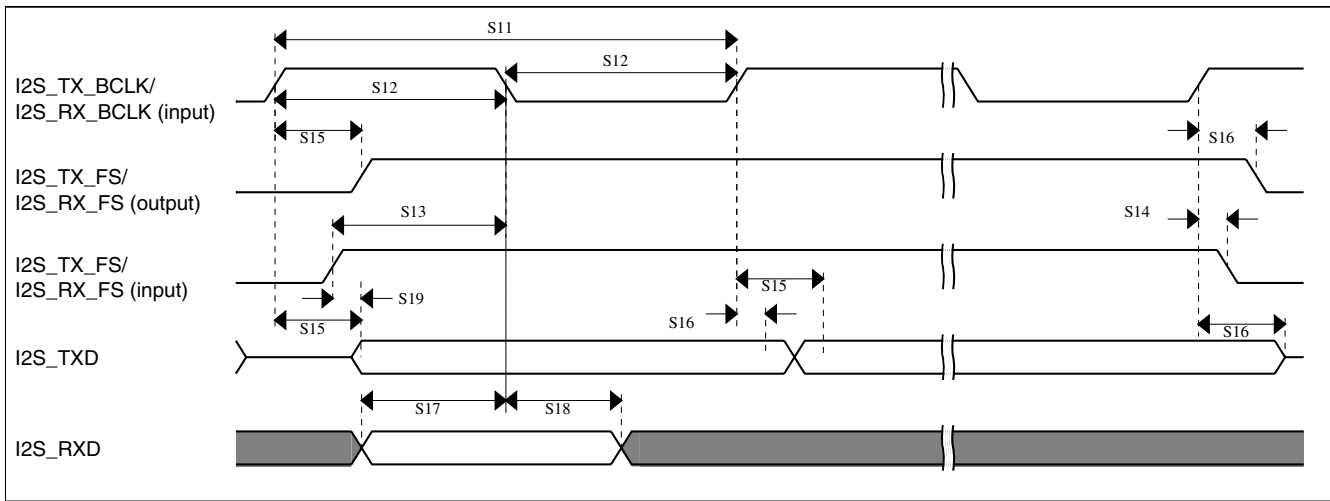 S11
I2S_TX_BCLK/
I2S_RX_BCLK (input)
S12
S12
S15
S16
I2S_TX_FS/
I2S_RX_FS (output)
S13
S14
I2S_TX_FS/
I2S_RX_FS (input)
S19
S15
S15
S16
S16
I2S_TXD
S17
S18
I2S_RXD